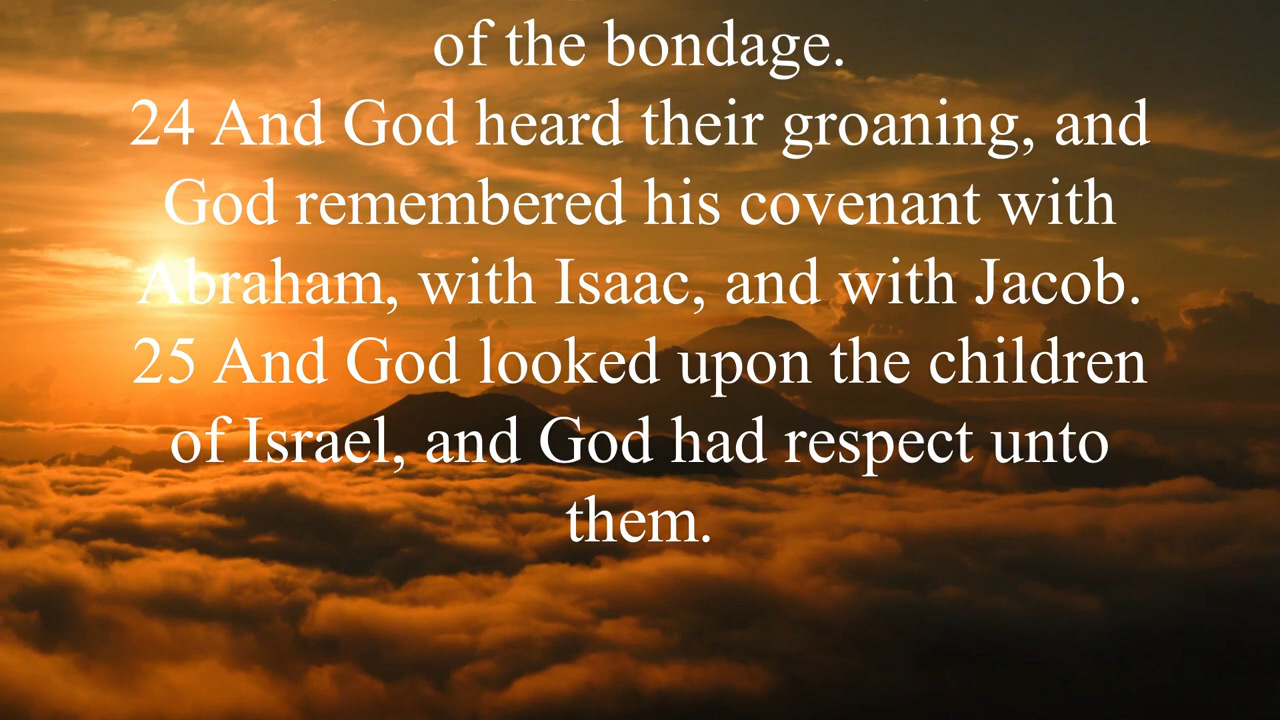 of the bondage.
24 And God heard their groaning, and
God remembered his covenant with
Abraham, with Isaac, and with Jacob.
25 And God looked upon the children
of Israel, and God had respect unto
them.